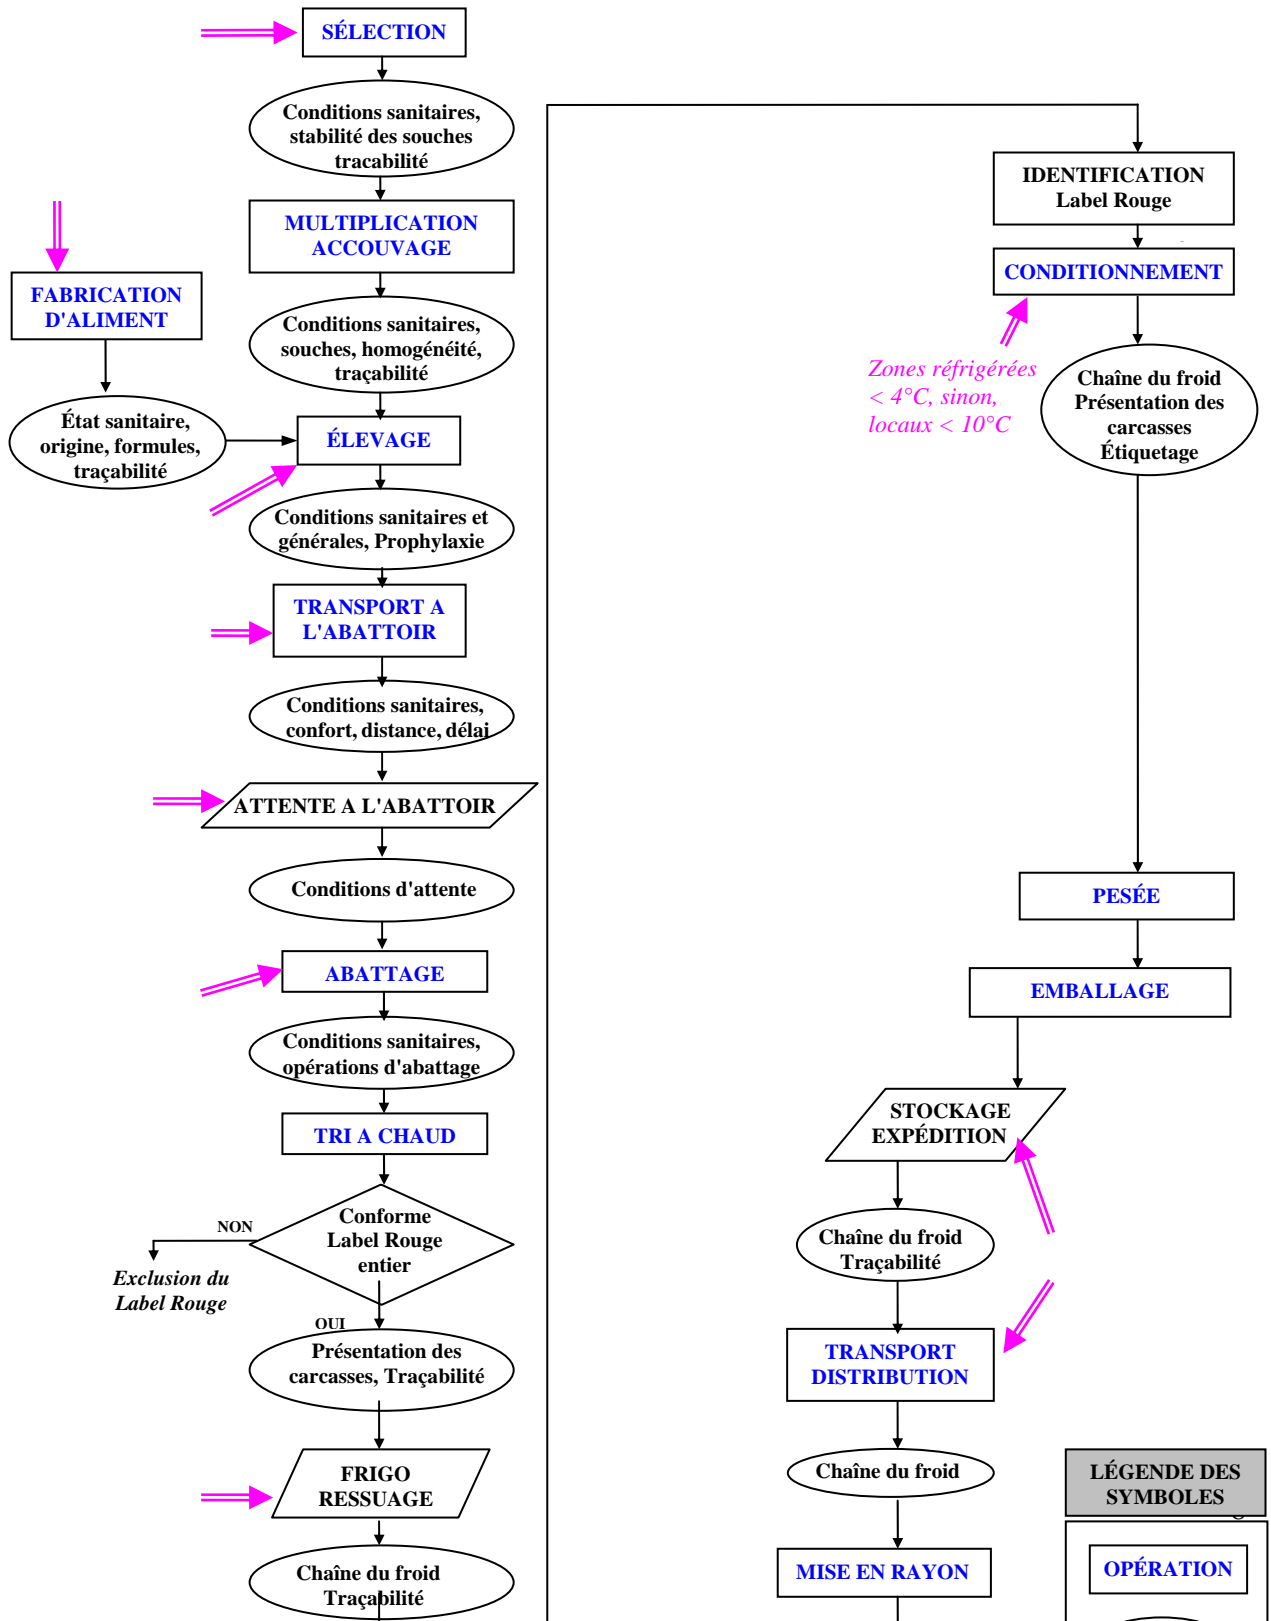 SÉLECTION
Conditions sanitaires,
stabilité des souches
tracabilité
MULTIPLICATION
ACCOUVAGE
FABRICATION
D'ALIMENT
Conditions sanitaires,
souches, homogénéité,
traçabilité
État sanitaire,
origine, formules,
traçabilité
ÉLEVAGE
Conditions sanitaires et
générales, Prophylaxie
TRANSPORT A
L'ABATTOIR
Conditions sanitaires,
confort, distance, délai
ATTENTE A L'ABATTOIR
Conditions d'attente
ABATTAGE
Conditions sanitaires,
opérations d'abattage
TRI A CHAUD
Conforme
Label Rouge
entier
NON
Exclusion du
Label Rouge
OUI
Présentation des
carcasses, Traçabilité
FRIGO
RESSUAGE
Chaîne du froid
Traçabilité
IDENTIFICATION
Label Rouge
CONDITIONNEMENT
Zones réfrigérées
< 4°C, sinon,
locaux < 10°C
Chaîne du froid
Présentation des
carcasses
Étiquetage
PESÉE
EMBALLAGE
STOCKAGE
EXPÉDITION
Chaîne du froid
Traçabilité
TRANSPORT
DISTRIBUTION
Chaîne du froid
MISE EN RAYON
LÉGENDE DES
SYMBOLES
OPÉRATION